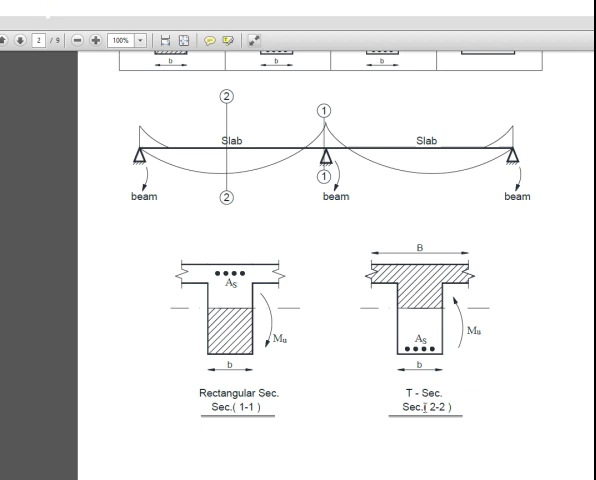 2 / 9 100%
b b b
2 1
Slab Slab
1
beam 2 beam beam
B
As
Mu As Mu
b b
Rectangular Sec. T - Sec.
Sec.( 1-1 ) Sec.( 2-2 )